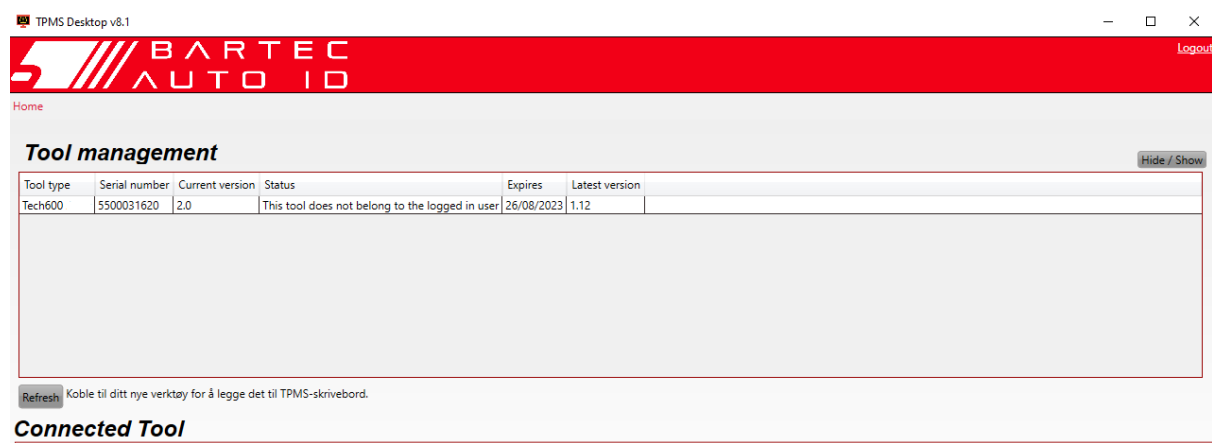 TPMS Desktop v8.1
BARTEC
AUTO ID
Logout
Home
Tool management
Hide / Show
Tool type Serial number Current version Status Expires Latest version
Tech600 5500031620 2.0 This tool does not belong to the logged in user 26/08/2023 1.12
Refresh Koble til ditt nye verktøy for å legge det til TPMS-skrivebord.
Connected Tool